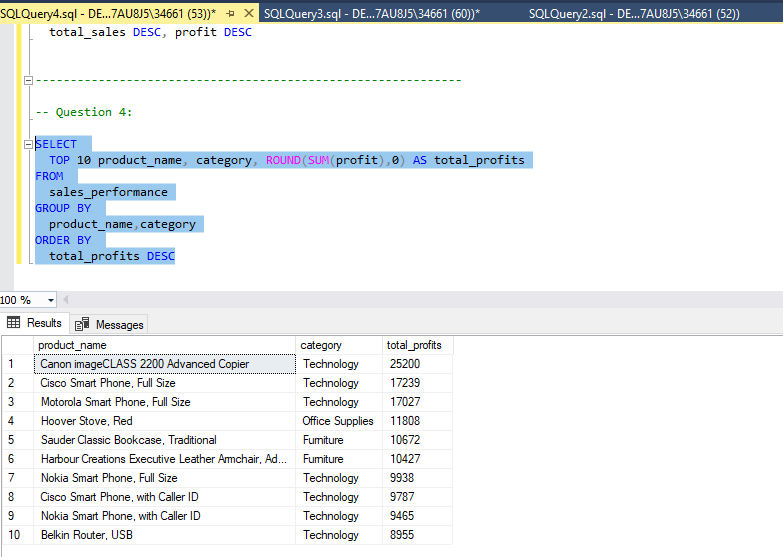 SQLQuery4.sql - DE...7AU8J5\34661 (53))* SQLQuery3.sql - DE...7AU8J5\34661 (60))* SQLQuery2.sql - DE...7AU8J5\34661 (52))
total_sales DESC, profit DESC
-------------------------------------------------------------
-- Question 4:
SELECT
TOP 10 product_name, category, ROUND(SUM(profit),0) AS total_profits
FROM
sales_performance
GROUP BY
product_name,category
ORDER BY
total_profits DESC
100 %
Results Messages
product_name category total_profits
1 Canon imageCLASS 2200 Advanced Copier Technology 25200
2 Cisco Smart Phone, Full Size Technology 17239
3 Motorola Smart Phone, Full Size Technology 17027
4 Hoover Stove, Red Office Supplies 11808
5 Sauder Classic Bookcase, Traditional Furniture 10672
6 Harbour Creations Executive Leather Armchair, Ad... Furniture 10427
7 Nokia Smart Phone, Full Size Technology 9938
8 Cisco Smart Phone, with Caller ID Technology 9787
9 Nokia Smart Phone, with Caller ID Technology 9465
10 Belkin Router, USB Technology 8955